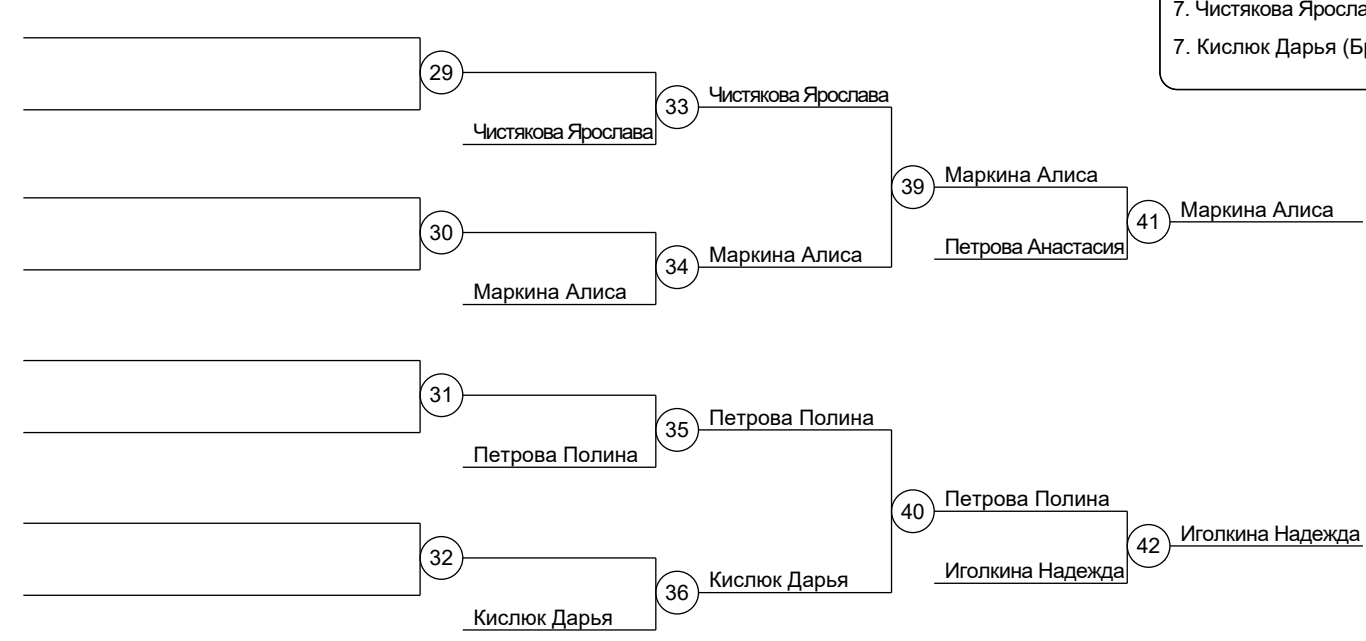 7. Чистякова
7. Кислюк Дарья
29
33
Чистякова Ярослава
Чистякова Ярослава
39
Маркина Алиса
30
41
Маркина Алиса
34
Маркина Алиса
Петрова Анастасия
Маркина Алиса
31
35
Петрова Полина
Петрова Полина
40
Петрова Полина
32
42
Иголкина Надежда
36
Кислюк Дарья
Иголкина Надежда
Кислюк Дарья